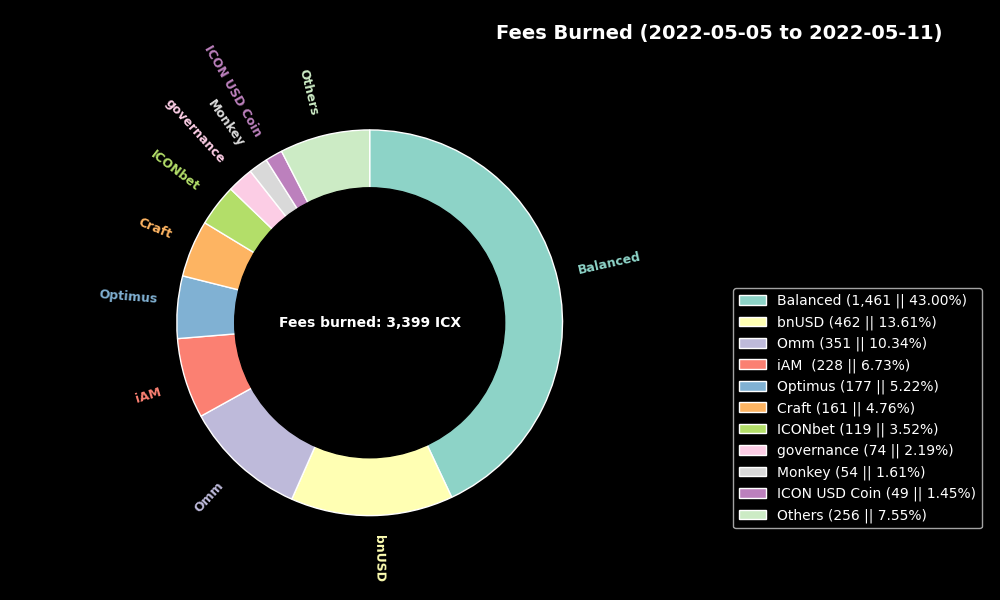 Fees Burned (2022-05-05 to 2022-05-11)
ICON USD Coin
Others
Monkey
governance
ICONbet
Craft
Balanced
Optimus
Fees burned: 3,399 ICX
iAM
Omm
bnUSD
Balanced (1,461 || 43.00%)
bnUSD (462 || 13.61%)
Omm (351 || 10.34%)
iAM  (228 || 6.73%)
Optimus (177 || 5.22%)
Craft (161 || 4.76%)
ICONbet (119 || 3.52%)
governance (74 || 2.19%)
Monkey (54 || 1.61%)
ICON USD Coin (49 || 1.45%)
Others (256 || 7.55%)